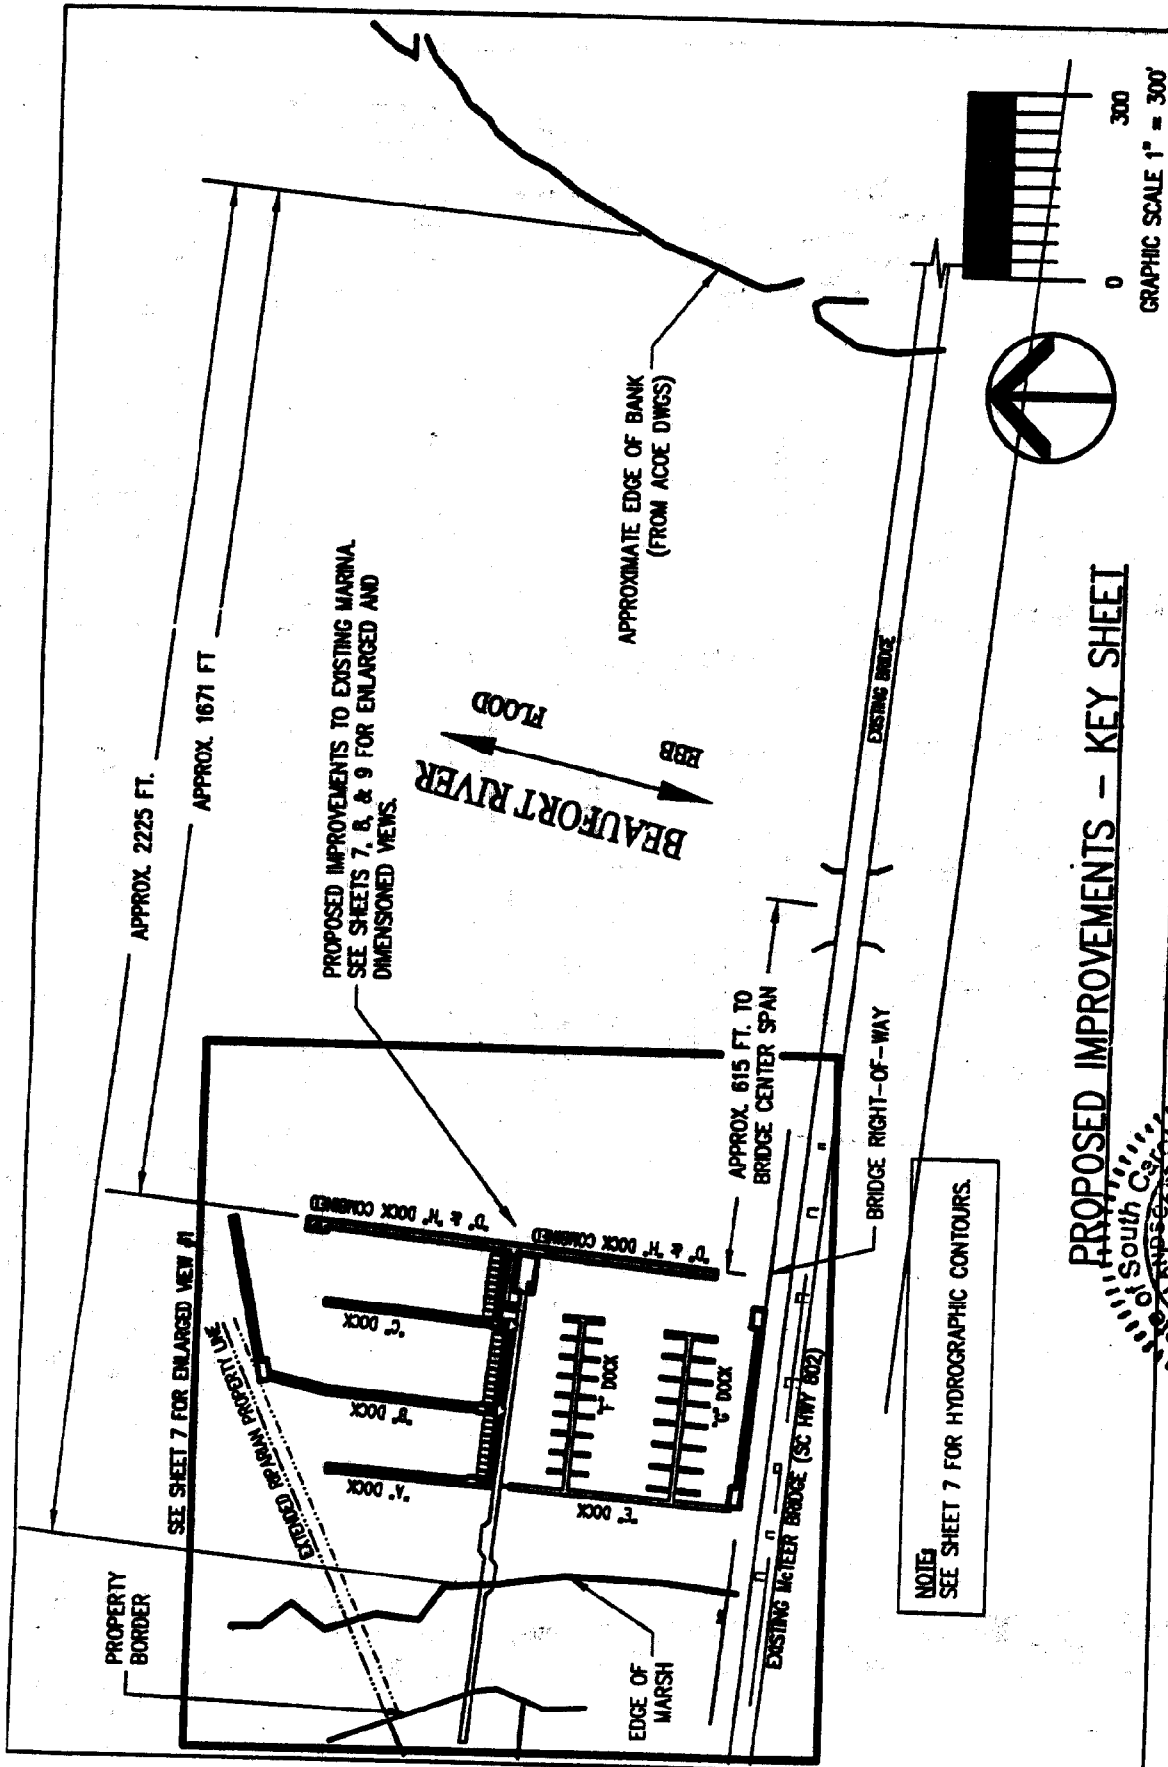 APPROX. 2225 FT.
APPROX. 1671 FT
PROPOSED IMPROVEMENTS TO EXISTING MARINA.
SEE SHEETS 7, 8, & 9 FOR ENLARGED AND
DIMENSIONED VIEWS.
APPROXIMATE EDGE OF BANK
(FROM ACOE DWGS)
BEAUFORT RIVER
FLOOD
EBB
SEE SHEET 7 FOR ENLARGED VIEW #1
PROPERTY
BORDER
EXTENDED RIPARIAN PROPERTY LINE
"A" DOCK
"B" DOCK
"C" DOCK
"D" & "H" DOCK COMBINED
"D" & "H" DOCK COMBINED
"E" DOCK
"F" DOCK
"G" DOCK
EDGE OF
MARSH
APPROX. 615 FT. TO
BRIDGE CENTER SPAN
EXISTING BRIDGE
EXISTING McTEER BRIDGE (SC HWY 802)
BRIDGE RIGHT-OF-WAY
NOTE:
SEE SHEET 7 FOR HYDROGRAPHIC CONTOURS.
PROPOSED IMPROVEMENTS - KEY SHEET
of South
0 300
GRAPHIC SCALE 1" = 300'